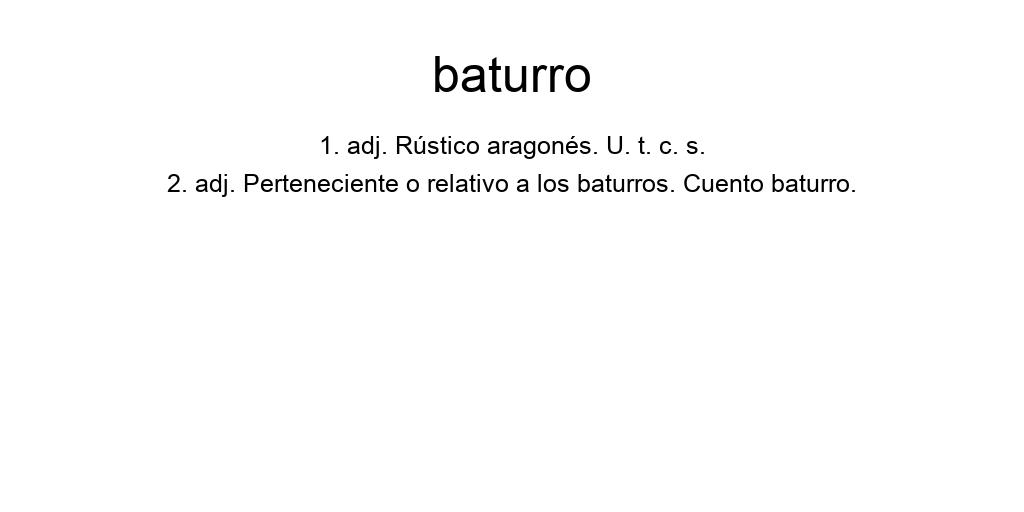 baturro
1. adj. Rústico aragonés. U. t. c. s.
2. adj. Perteneciente o relativo a los baturros. Cuento baturro.